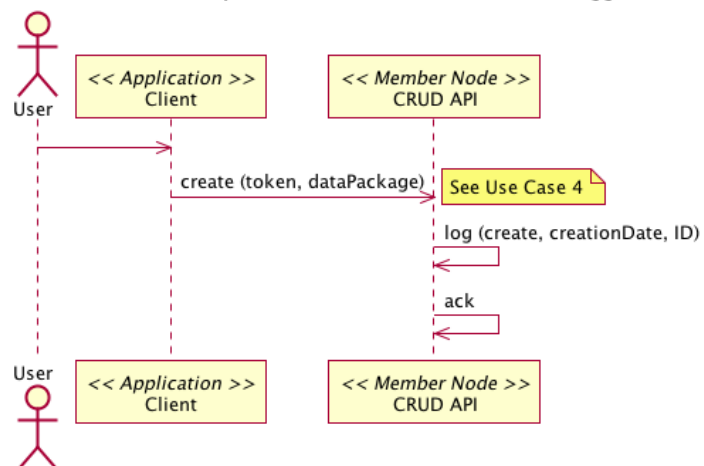 << Application >>
Client
<< Member Node >>
CRUD API
User
create (token, dataPackage)
See Use Case 4
log (create, creationDate, ID)
ack
User
<< Application >>
Client
<< Member Node >>
CRUD API